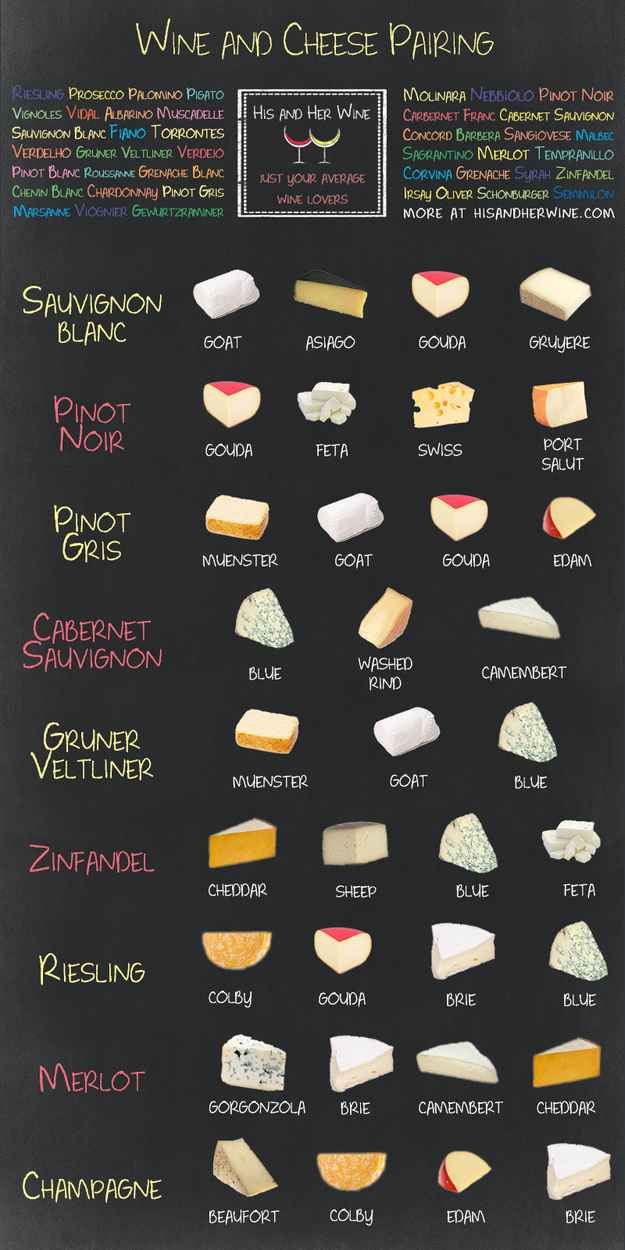 Wine and Cheese Pairing
Riesling Prosecco Palomino Pigato
Vignoles Vidal Albarino Muscadelle
Sauvignon Blanc Fiano Torrontes
Verdelho Gruner Veltliner Verdejo
Pinot Blanc Roussanne Grenache Blanc
Chenin Blanc Chardonnay Pinot Gris
Marsanne Viognier Gewurtzraminer
His and Her Wine
Just your average
wine lovers
Molinara Nebbiolo Pinot Noir
Carbernet Franc Cabernet Sauvignon
Concord Barbera Sangiovese Malbec
Sagrantino Merlot Tempranillo
Corvina Grenache Syrah Zinfandel
Irsay Oliver Schonburger Semmilon
more at hisandherwine.com
Sauvignon
Blanc
Goat Asiago Gouda Gruyere
Pinot
Noir
Gouda Feta Swiss Port
Salut
Pinot
Gris
Muenster Goat Gouda Edam
Cabernet
Sauvignon
Blue Washed
Rind Camembert
Gruner
Veltliner
Muenster Goat Blue
Zinfandel
Cheddar Sheep Blue Feta
Riesling
Colby Gouda Brie Blue
Merlot
Gorgonzola Brie Camembert Cheddar
Champagne
Beaufort Colby Edam Brie